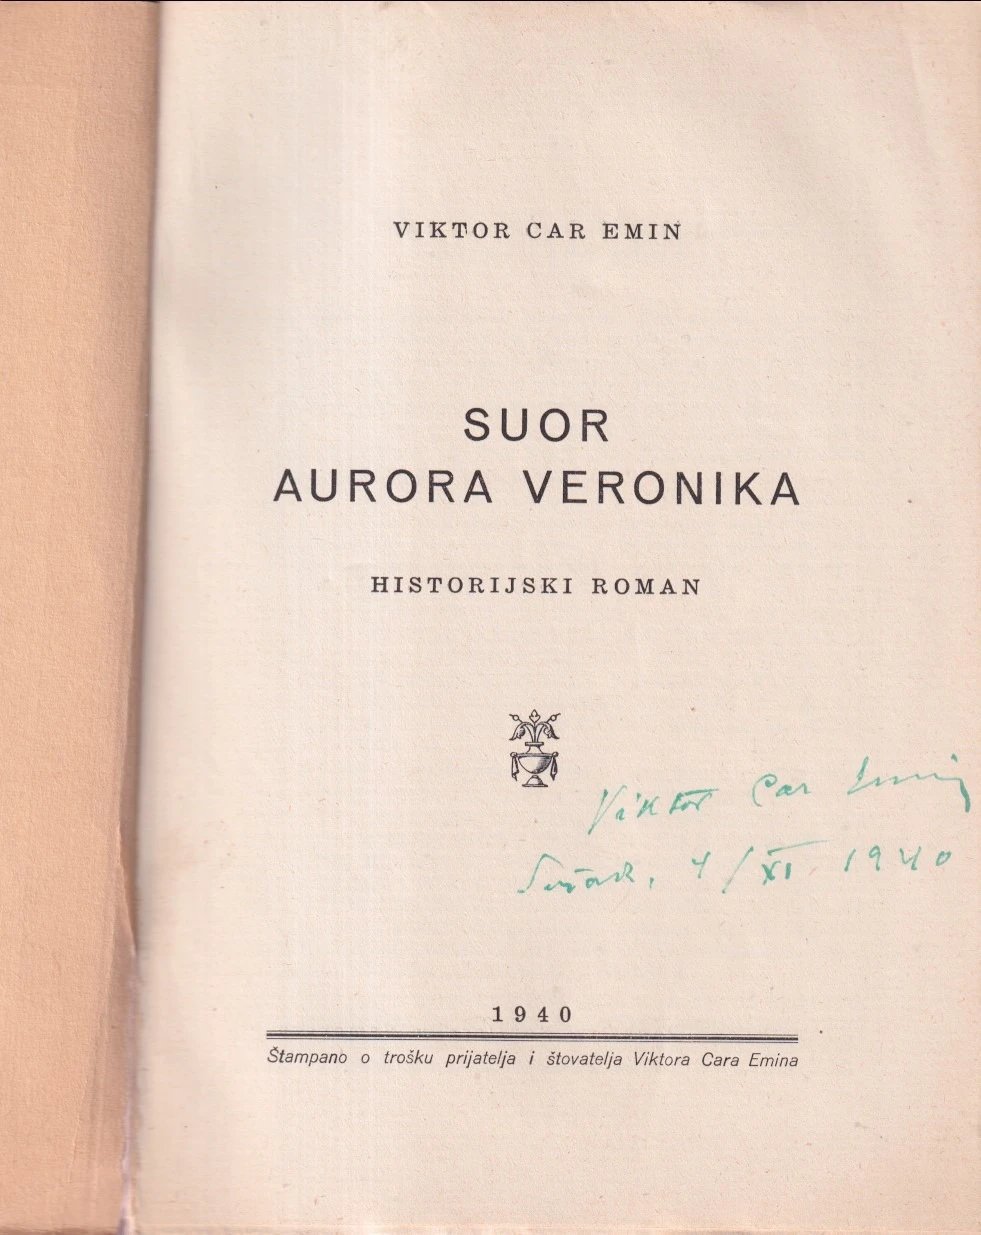 VIKTOR CAR EMIN
SUOR
AURORA VERONIKA
HISTORIJSKI ROMAN
Viktor Car Emin
Sušak, 4/XI 1940
1940
Štampano o trošku prijatelja i štovatelja Viktora Cara Emina